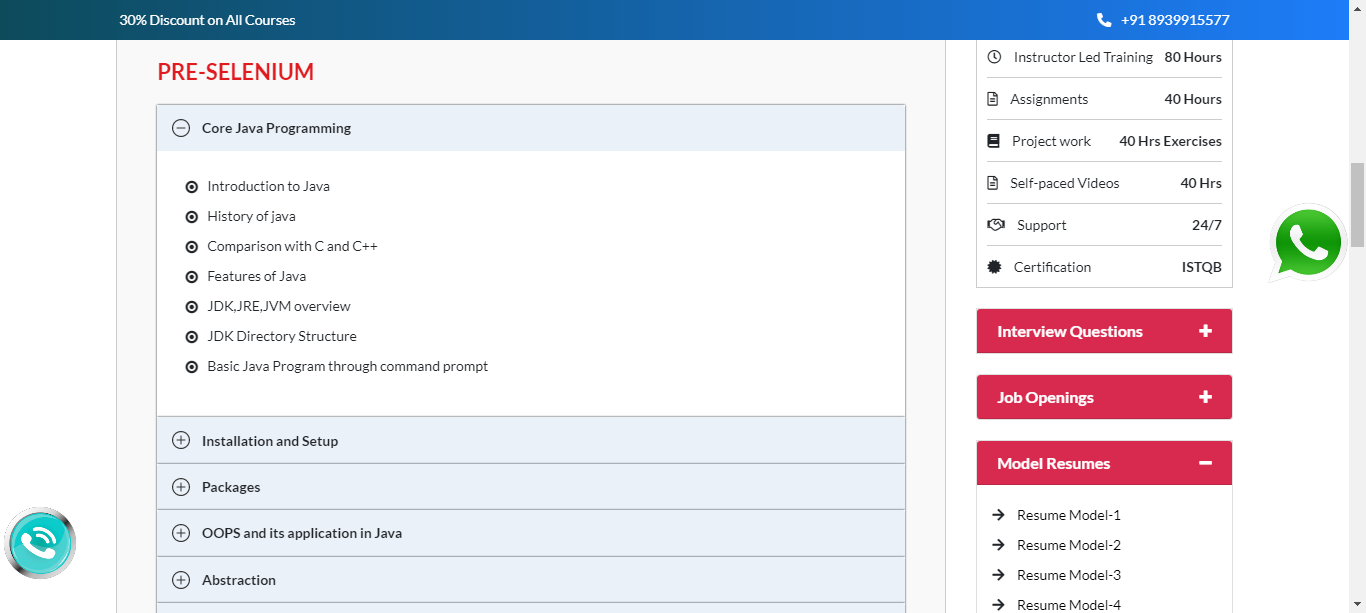 30% Discount on All Courses
+91 8939915577
PRE-SELENIUM
Core Java Programming
Introduction to Java
History of java
Comparison with C and C++
Features of Java
JDK,JRE,JVM overview
JDK Directory Structure
Basic Java Program through command prompt
Installation and Setup
Packages
OOPS and its application in Java
Abstraction
Instructor Led Training 80 Hours
Assignments 40 Hours
Project work 40 Hrs Exercises
Self-paced Videos 40 Hrs
Support 24/7
Certification ISTQB
Interview Questions
Job Openings
Model Resumes
Resume Model-1
Resume Model-2
Resume Model-3
Resume Model-4